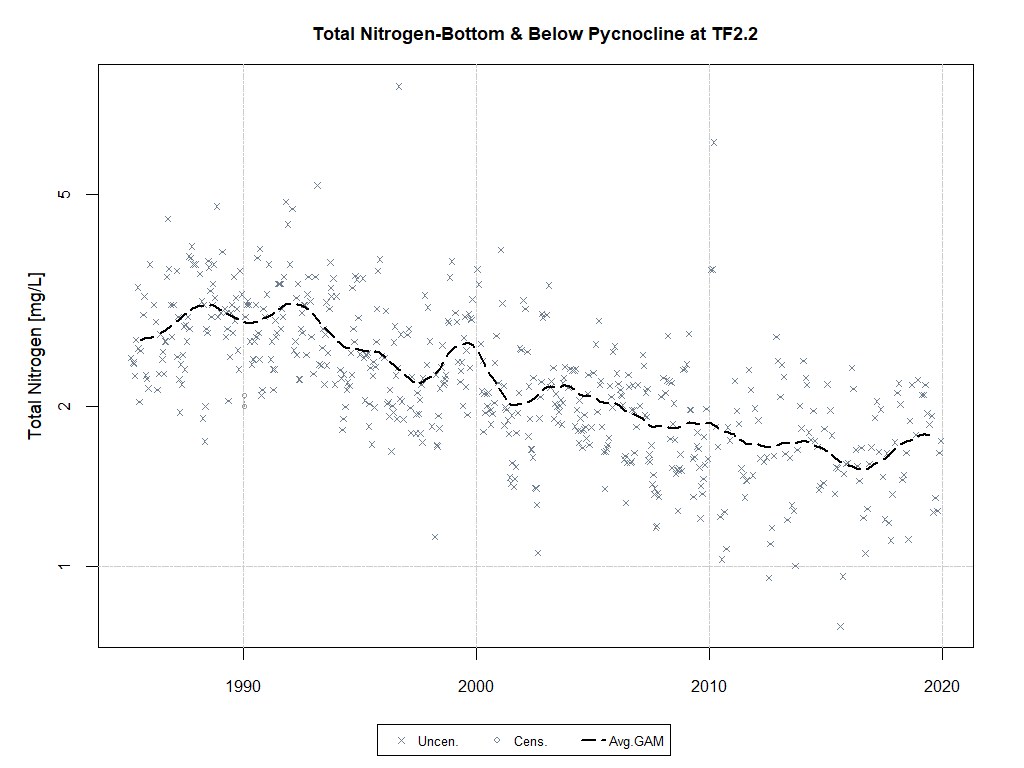 Total Nitrogen-Bottom & Below Pycnocline at TF2.2
Total Nitrogen [mg/L]
5
2
1
1990 2000 2010 2020
Uncen. Cens. Avg.GAM